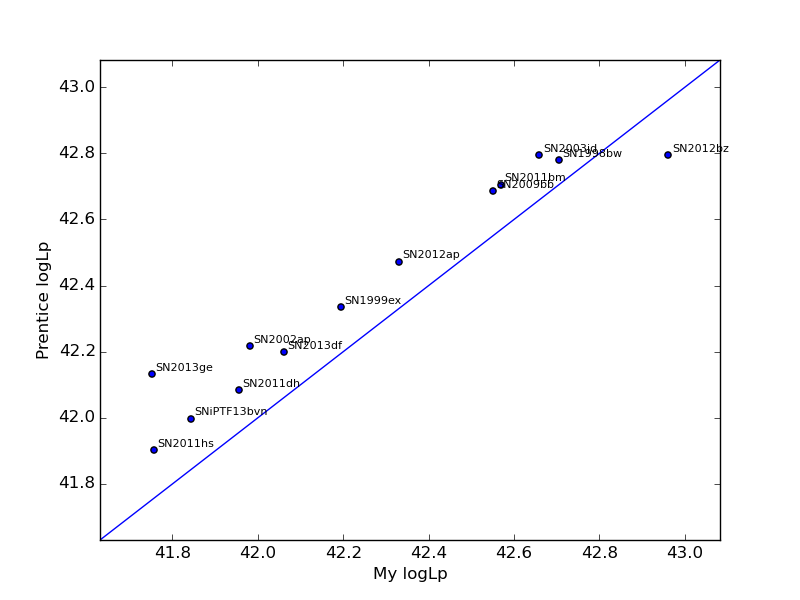 43.0
42.8
42.6
42.4
42.2
42.0
41.8
Prentice logLp
SN2003jd
SN1998bw
SN2012bz
SN2011bm
SN2009bb
SN2012ap
SN1999ex
SN2002ap
SN2013df
SN2013ge
SN2011dh
SNiPTF13bvn
SN2011hs
41.8 42.0 42.2 42.4 42.6 42.8 43.0
My logLp